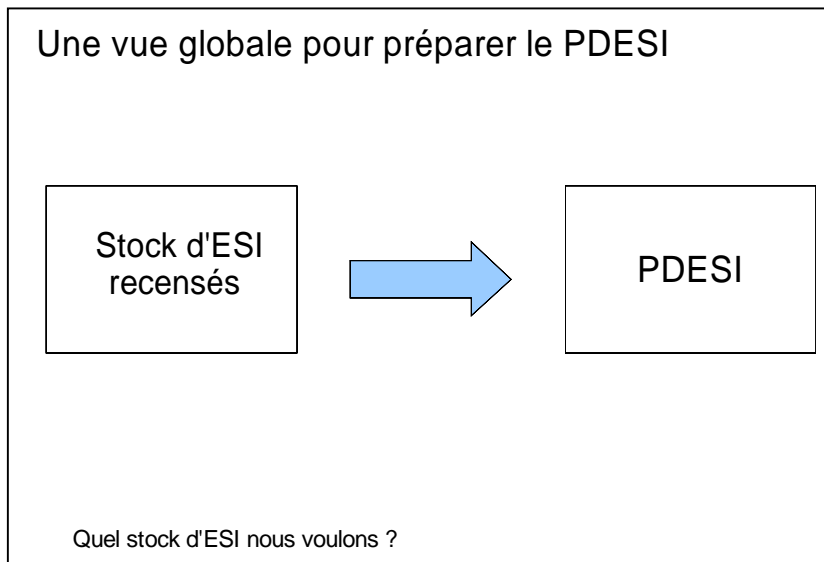 Une vue globale pour préparer le PDESI
Stock d'ESI
recensés
PDESI
Quel stock d'ESI nous voulons ?